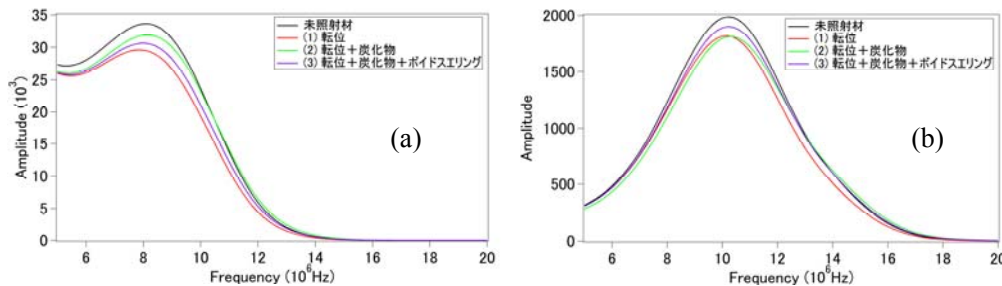 35
30
25
20
15
10
5
0
Amplitude (10³)
6 8 10 12 14 16 18 20
Frequency (10⁶Hz)
未照射材
(1) 転位
(2) 転位＋炭化物
(3) 転位＋炭化物＋ボイドスエリング
(a)
2000
1500
1000
500
0
Amplitude
6 8 10 12 14 16 18 20
Frequency (10⁶Hz)
未照射材
(1) 転位
(2) 転位＋炭化物
(3) 転位＋炭化物＋ボイドスエリング
(b)